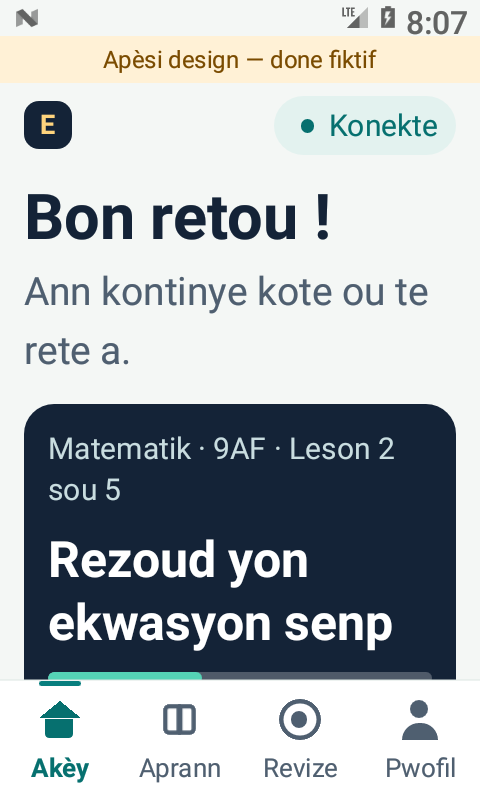 LTE 8:07
Apèsi design — done fiktif
E
Konekte
Bon retou !
Ann kontinye kote ou te
rete a.
Matematik · 9AF · Leson 2
sou 5
Rezoud yon
ekwasyon senp
Akèy
Aprann
Revize
Pwofil